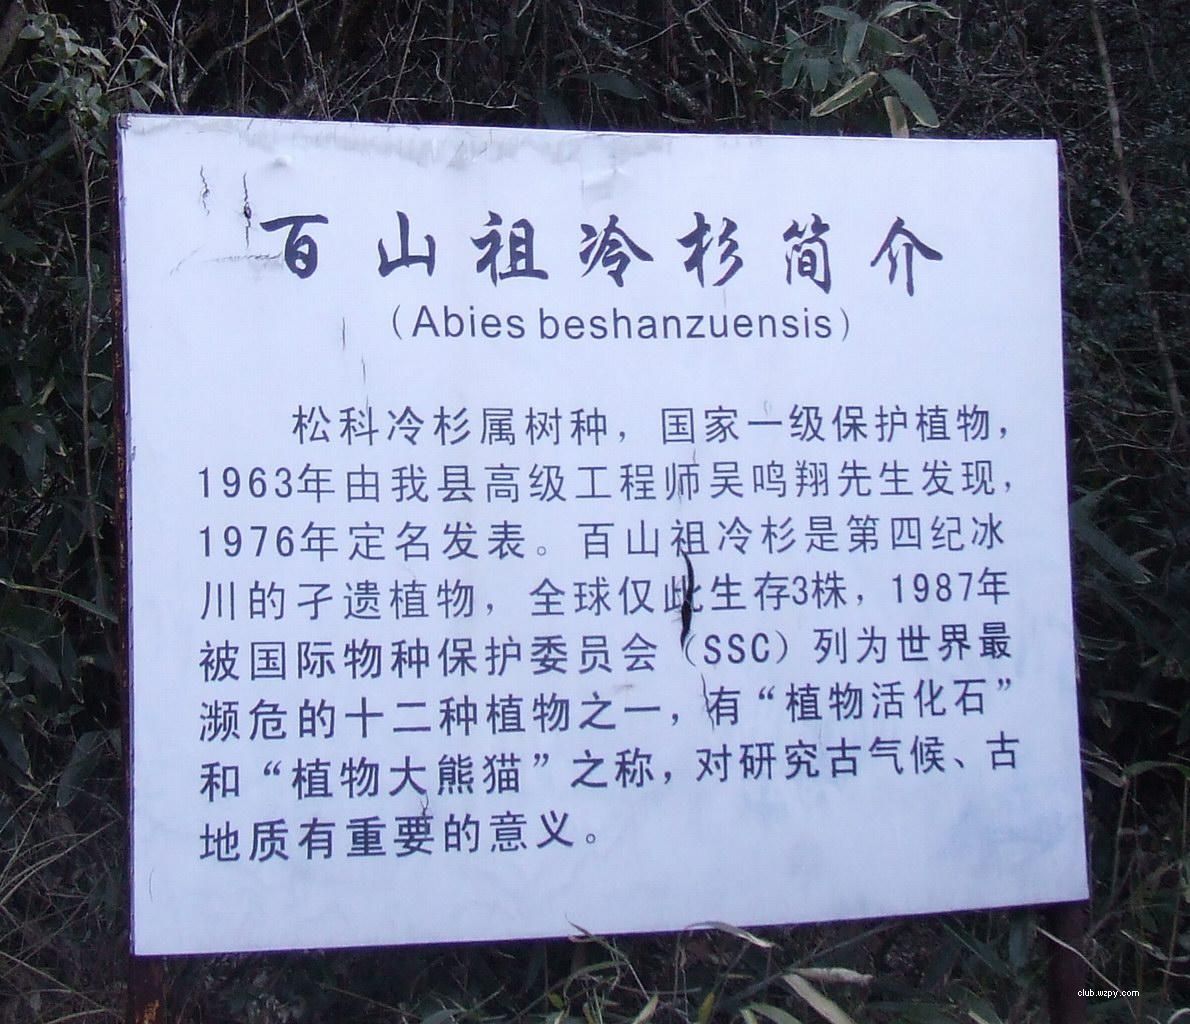 百山祖冷杉简介
(Abies beshanzuensis)
松科冷杉属树种，国家一级保护植物，
1963年由我县高级工程师吴鸣翔先生发现，
1976年定名发表。百山祖冷杉是第四纪冰
川的孑遗植物，全球仅此生存3株，1987年
被国际物种保护委员会（SSC）列为世界最
濒危的十二种植物之一，有“植物活化石”
和“植物大熊猫”之称，对研究古气候、古
地质有重要的意义。
club.wzpy.com